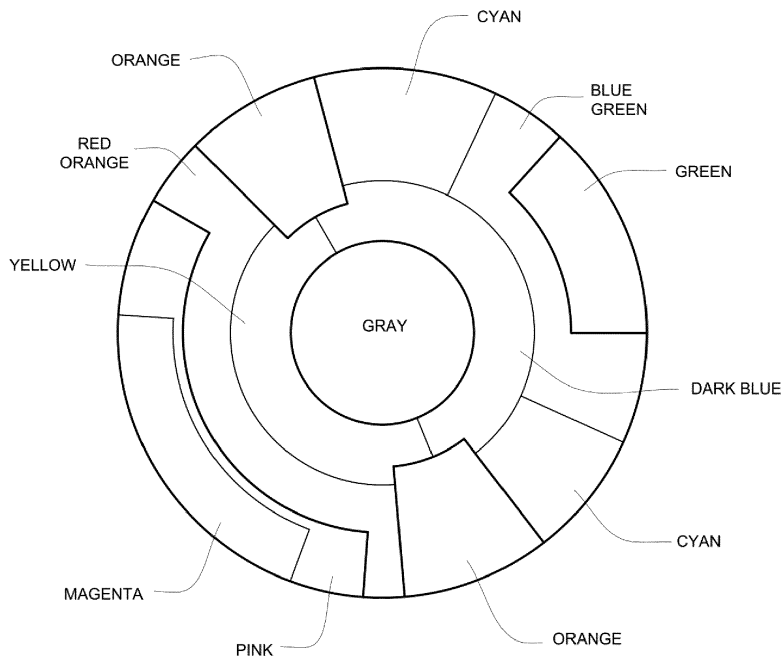 CYAN
ORANGE
BLUE
GREEN
RED
ORANGE
GREEN
YELLOW
GRAY
DARK BLUE
CYAN
MAGENTA
ORANGE
PINK